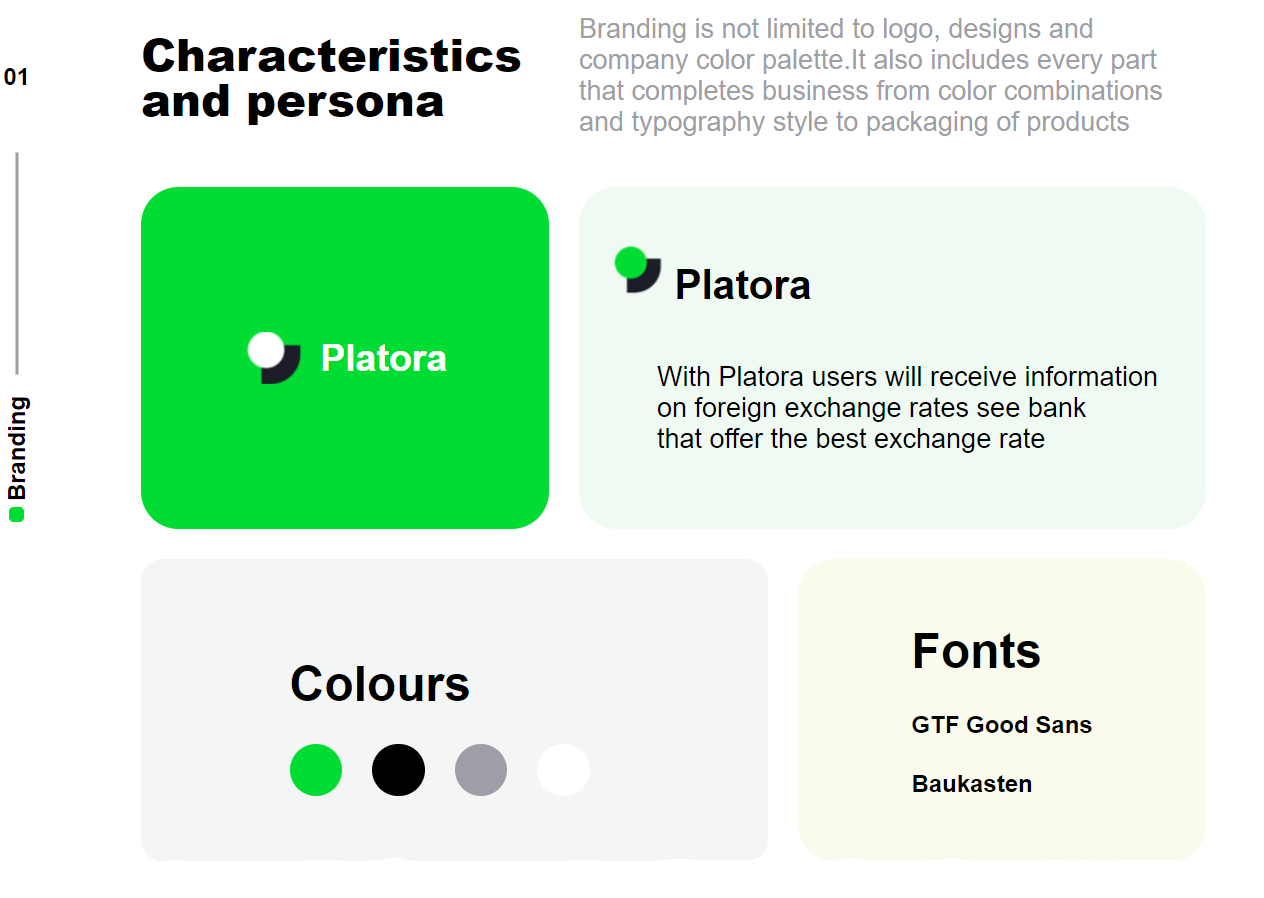 01
Branding
Characteristics
and persona
Branding is not limited to logo, designs and
company color palette.It also includes every part
that completes business from color combinations
and typography style to packaging of products
Platora
Platora
With Platora users will receive information
on foreign exchange rates see bank
that offer the best exchange rate
Colours
Fonts
GTF Good Sans
Baukasten